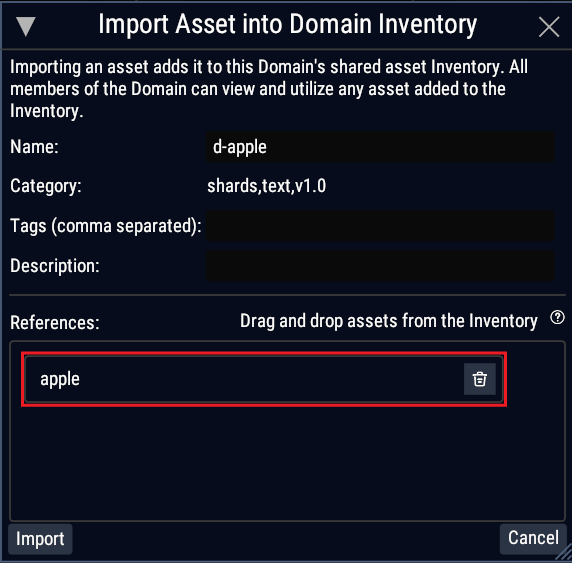 Import Asset into Domain Inventory
Importing an asset adds it to this Domain's shared asset Inventory. All
members of the Domain can view and utilize any asset added to the
Inventory.
Name: d-apple
Category: shards,text,v1.0
Tags (comma separated):
Description:
References: Drag and drop assets from the Inventory ?
apple
Import Cancel